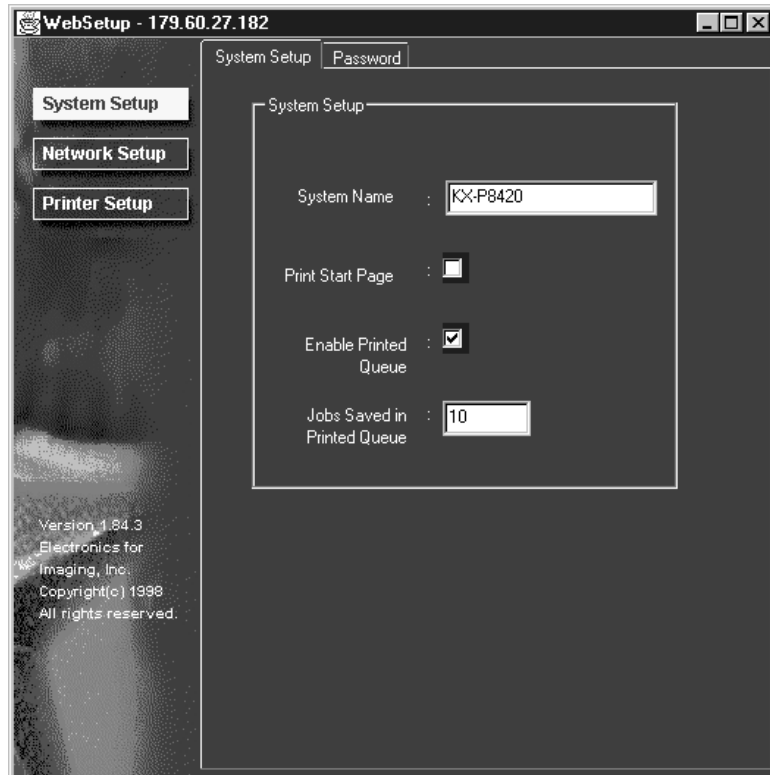 WebSetup - 179.60.27.182
System Setup
Password
System Setup
Network Setup
Printer Setup
System Setup
System Name : KX-P8420
Print Start Page :
Enable Printed :
Queue
Jobs Saved in : 10
Printed Queue
Version 1.84.3
Electronics for
Imaging, Inc.
Copyright(c) 1998
All rights reserved.